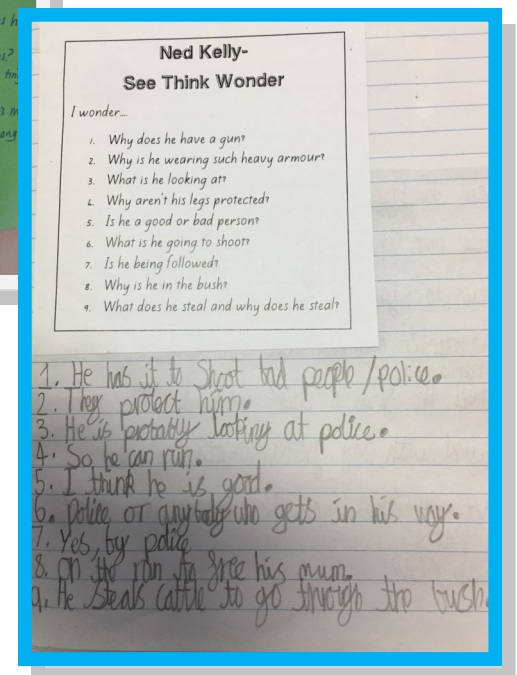 Ned Kelly-
See Think Wonder
I wonder....
1. Why does he have a gun?
2. Why is he wearing such heavy armour?
3. What is he looking at?
4. Why aren't his legs protected?
5. Is he a good or bad person?
6. What is he going to shoot?
7. Is he being followed?
8. Why is he in the bush?
9. What does he steal and why does he steal?
1. He has it to Shoot bad people/police.
2. They protect him.
3. He is probably looking at police.
4. So he can run.
5. I think he is good.
6. Police or anybody who gets in his way.
7. Yes, by police
8. on the run to free his mum.
9. He steals cattle to go through the bush.